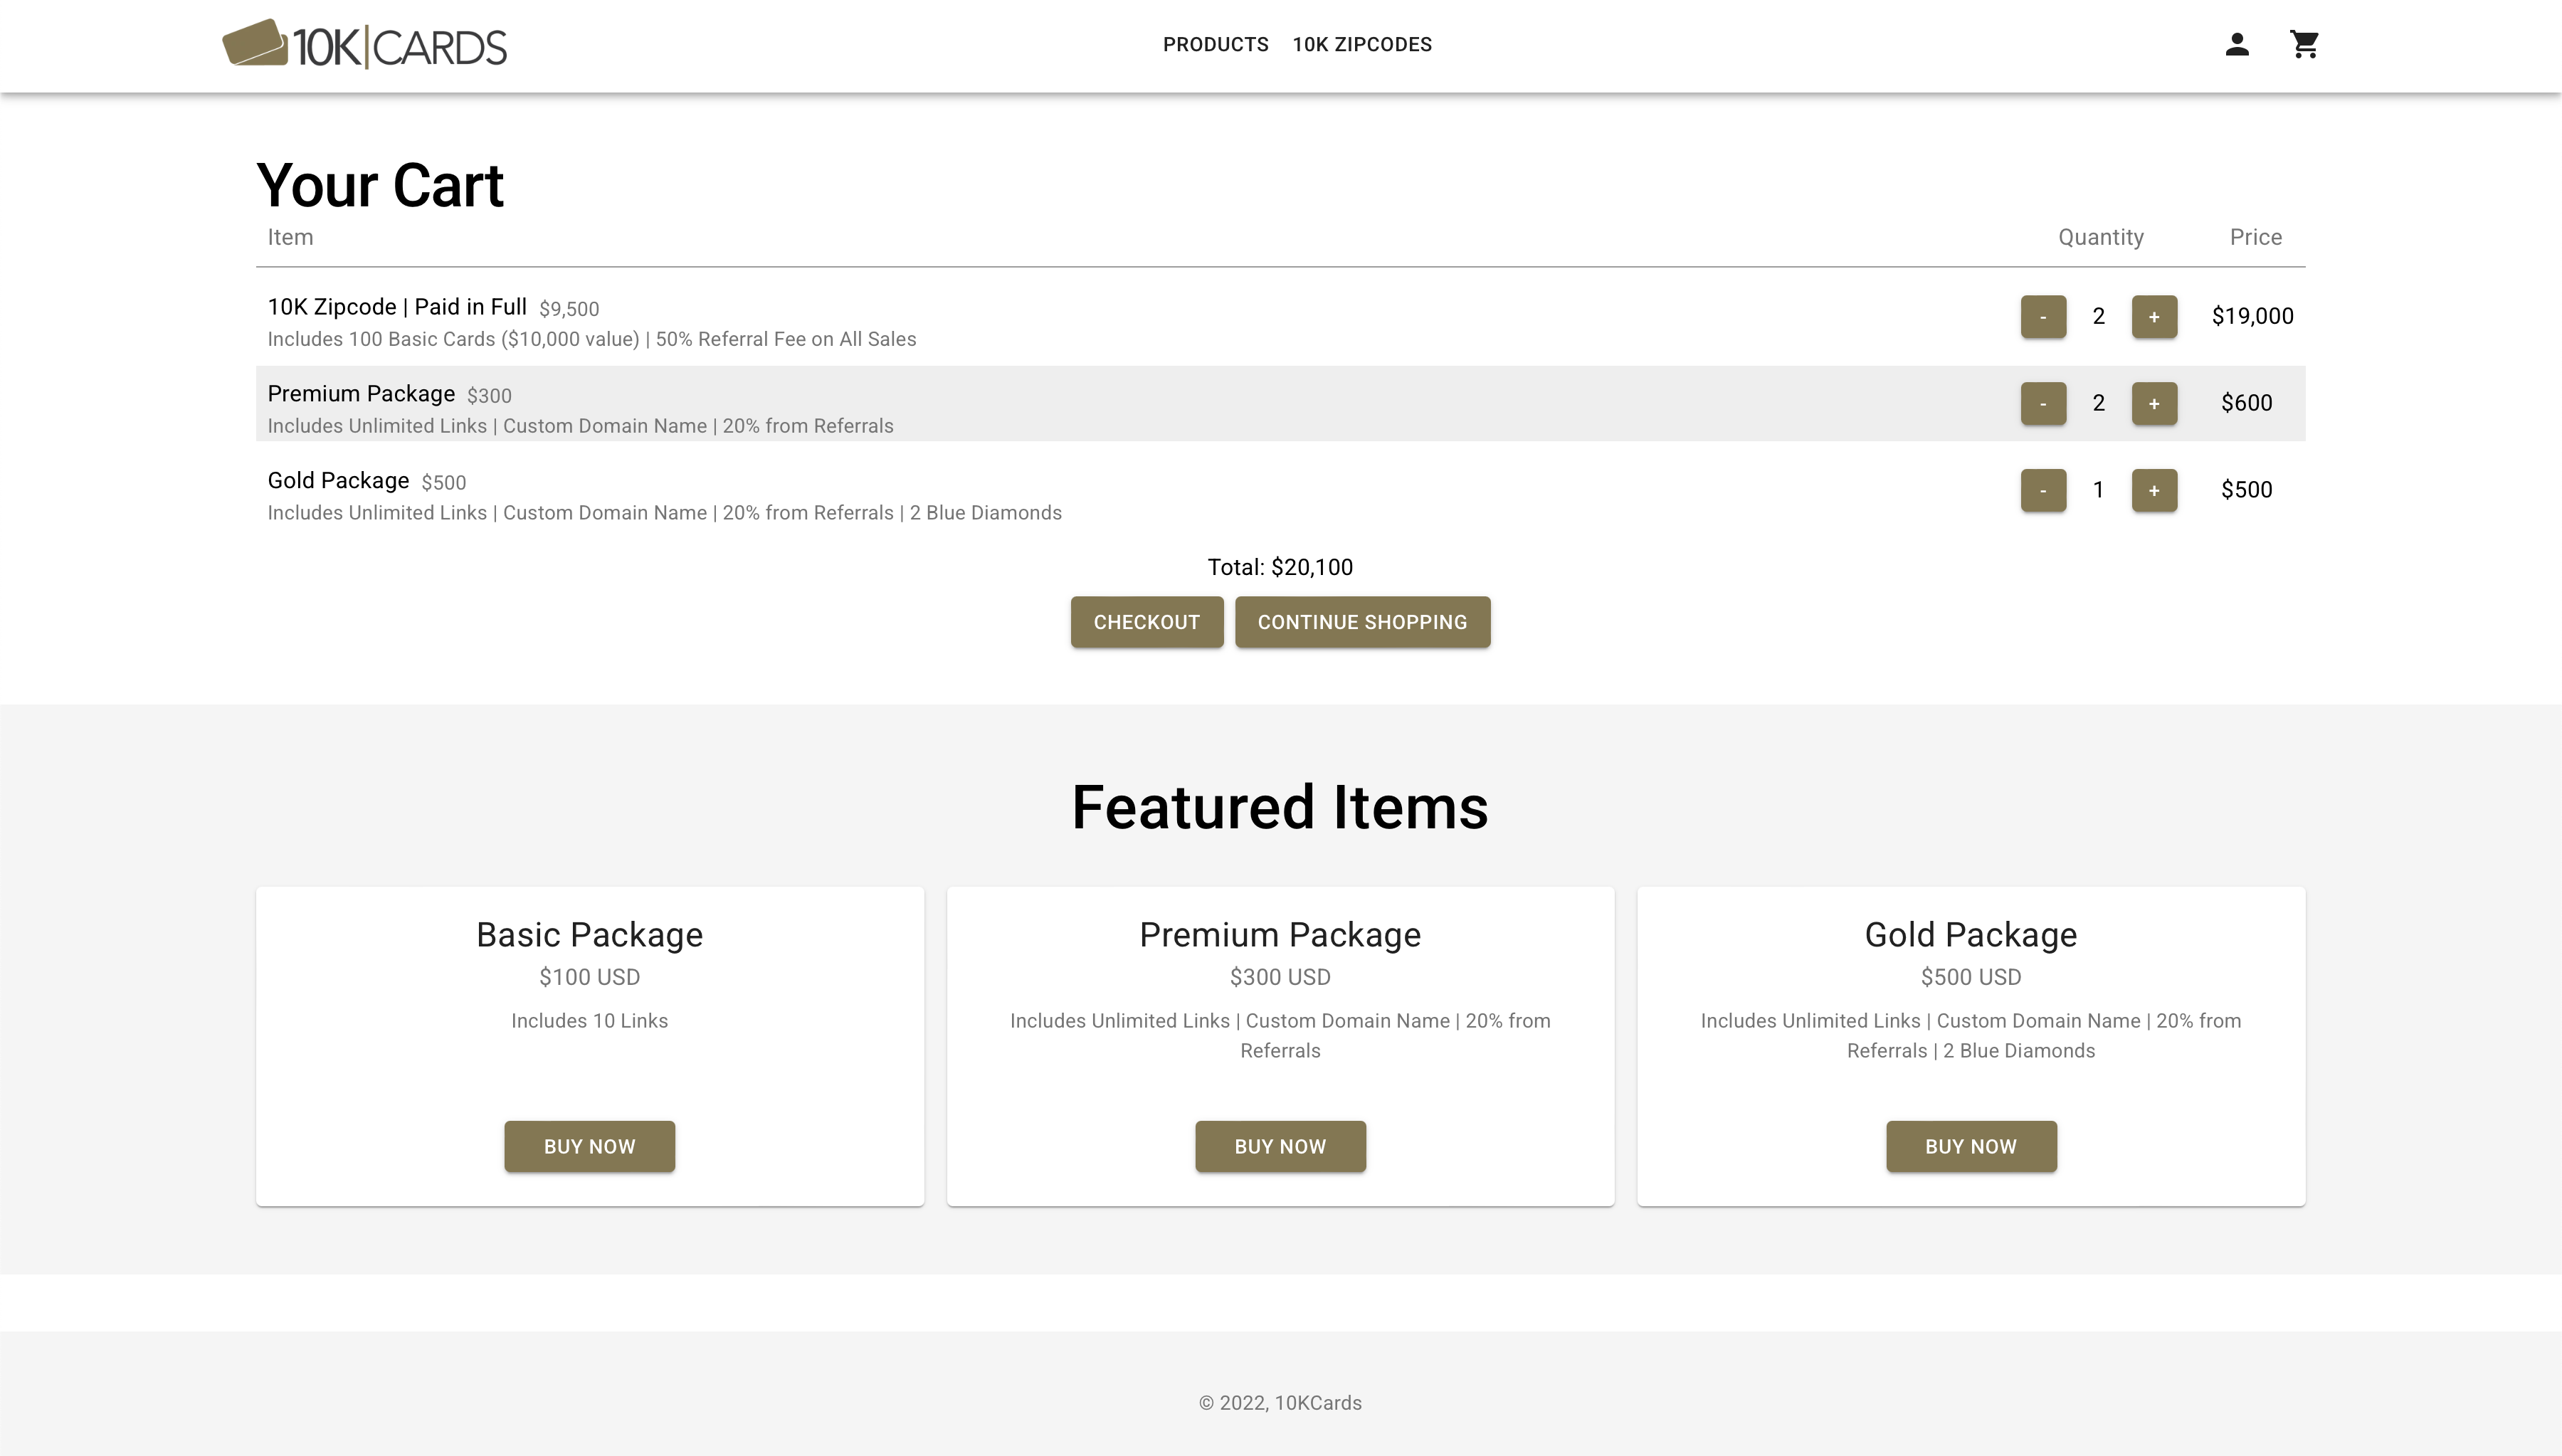 10K|CARDS
PRODUCTS 10K ZIPCODES
Your Cart
Item Quantity Price
10K Zipcode | Paid in Full $9,500
Includes 100 Basic Cards ($10,000 value) | 50% Referral Fee on All Sales
- 2 + $19,000
Premium Package $300
Includes Unlimited Links | Custom Domain Name | 20% from Referrals
- 2 + $600
Gold Package $500
Includes Unlimited Links | Custom Domain Name | 20% from Referrals | 2 Blue Diamonds
- 1 + $500
Total: $20,100
CHECKOUT CONTINUE SHOPPING
Featured Items
Basic Package
$100 USD
Includes 10 Links
BUY NOW
Premium Package
$300 USD
Includes Unlimited Links | Custom Domain Name | 20% from
Referrals
BUY NOW
Gold Package
$500 USD
Includes Unlimited Links | Custom Domain Name | 20% from
Referrals | 2 Blue Diamonds
BUY NOW
© 2022, 10KCards